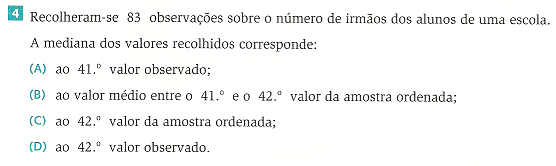 4 Recolheram-se 83 observações sobre o número de irmãos dos alunos de uma escola.
A mediana dos valores recolhidos corresponde:
(A) ao 41.º valor observado;
(B) ao valor médio entre o 41.º e o 42.º valor da amostra ordenada;
(C) ao 42.º valor da amostra ordenada;
(D) ao 42.º valor observado.